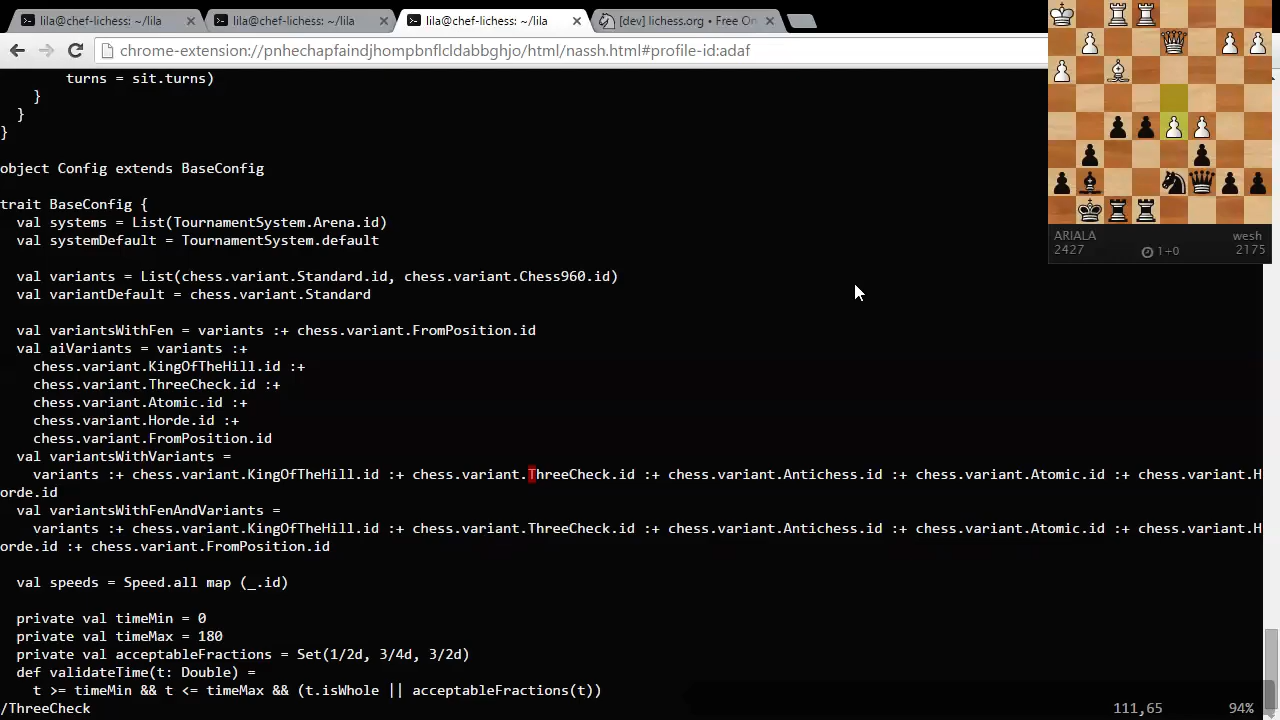 lila@chef-lichess: ~/lila
lila@chef-lichess: ~/lila
lila@chef-lichess: ~/lila
[dev] lichess.org • Free On
chrome-extension://pnhechapfaindjhompbnflcldabbghjo/html/nassh.html#profile-id:adaf
turns = sit.turns)
}
}
}
object Config extends BaseConfig
trait BaseConfig {
val systems = List(TournamentSystem.Arena.id)
val systemDefault = TournamentSystem.default
val variants = List(chess.variant.Standard.id, chess.variant.Chess960.id)
val variantDefault = chess.variant.Standard
val variantsWithFen = variants :+ chess.variant.FromPosition.id
val aiVariants = variants :+
chess.variant.KingOfTheHill.id :+
chess.variant.ThreeCheck.id :+
chess.variant.Atomic.id :+
chess.variant.Horde.id :+
chess.variant.FromPosition.id
val variantsWithVariants =
variants :+ chess.variant.KingOfTheHill.id :+ chess.variant.ThreeCheck.id :+ chess.variant.Antichess.id :+ chess.variant.Atomic.id :+ chess.variant.H
orde.id
val variantsWithFenAndVariants =
variants :+ chess.variant.KingOfTheHill.id :+ chess.variant.ThreeCheck.id :+ chess.variant.Antichess.id :+ chess.variant.Atomic.id :+ chess.variant.H
orde.id :+ chess.variant.FromPosition.id
val speeds = Speed.all map (_.id)
private val timeMin = 0
private val timeMax = 180
private val acceptableFractions = Set(1/2d, 3/4d, 3/2d)
def validateTime(t: Double) =
t >= timeMin && t <= timeMax && (t.isWhole || acceptableFractions(t))
/ThreeCheck
111,65
94%
ARIALA
2427
1+0
wesh
2175